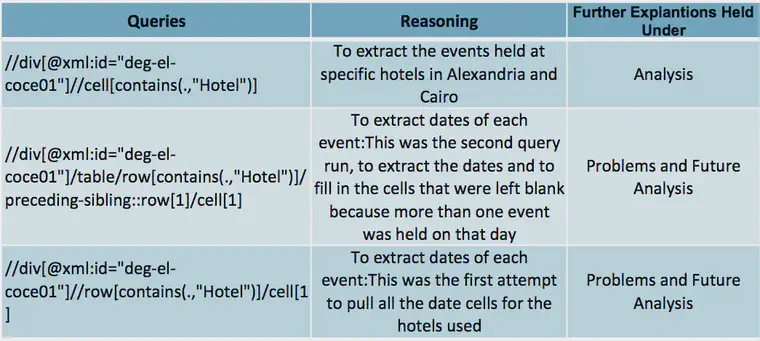 Queries
Reasoning
Further Explantions Held
Under
//div[@xml:id="deg-el-
coce01"]//cell[contains(.,"Hotel")]
To extract the events held at
specific hotels in Alexandria and
Cairo
Analysis
//div[@xml:id="deg-el-
coce01"]/table/row[contains(.,"Hotel")]/
preceding-sibling::row[1]/cell[1]
To extract dates of each
event:This was the second query
run, to extract the dates and to
fill in the cells that were left blank
because more than one event
was held on that day
Problems and Future
Analysis
//div[@xml:id="deg-el-
coce01"]//row[contains(.,"Hotel")]/cell[1
]
To extract dates of each
event:This was the first attempt
to pull all the date cells for the
hotels used
Problems and Future
Analysis